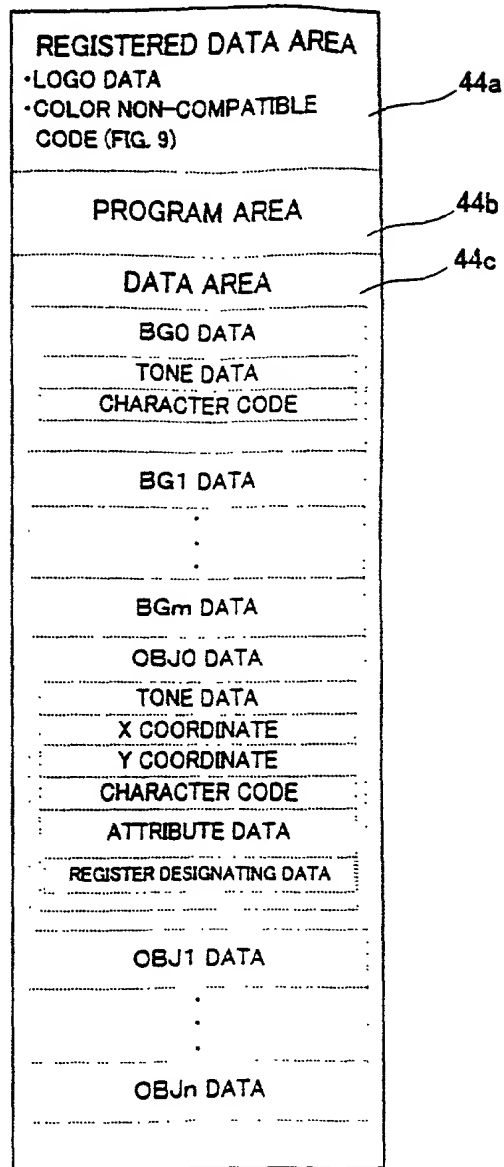 REGISTERED DATA AREA
·LOGO DATA
·COLOR NON-COMPATIBLE
CODE (FIG. 9)
44a
PROGRAM AREA
44b
44c
DATA AREA
BG0 DATA
TONE DATA
CHARACTER CODE
BG1 DATA
BGm DATA
OBJ0 DATA
TONE DATA
X COORDINATE
Y COORDINATE
CHARACTER CODE
ATTRIBUTE DATA
REGISTER DESIGNATING DATA
OBJ1 DATA
OBJn DATA